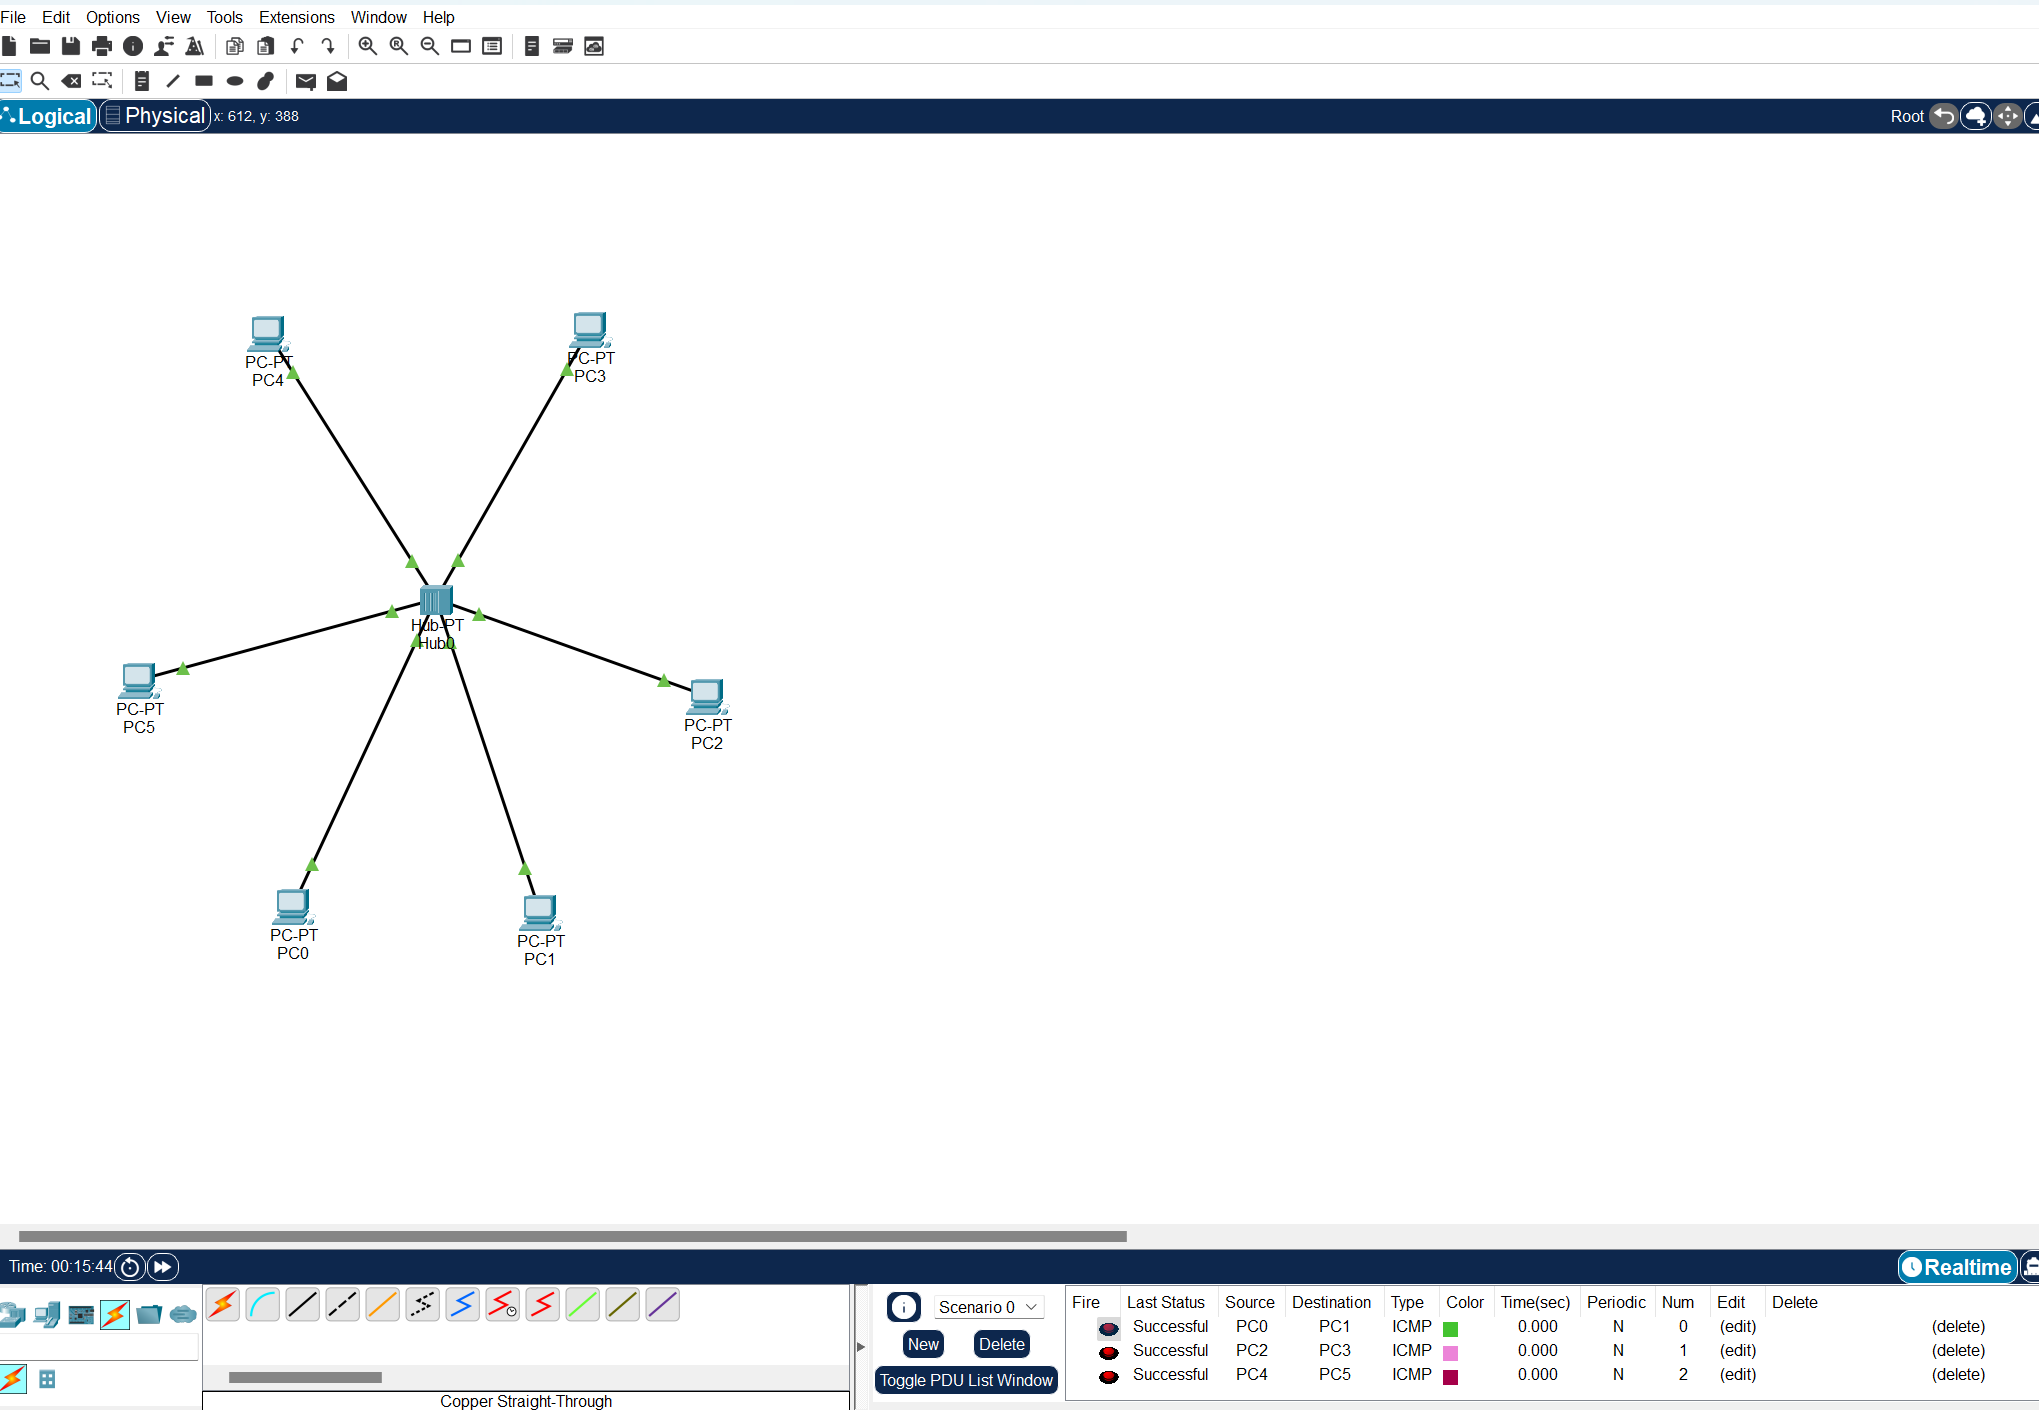 File Edit Options View Tools Extensions Window Help
Logical Physical x: 612, y: 388 Root
PC-PT
PC4
PC-PT
PC3
Hub-PT
Hub0
PC-PT
PC5
PC-PT
PC2
PC-PT
PC0
PC-PT
PC1
Time: 00:15:44 Realtime
Scenario 0
New Delete
Toggle PDU List Window
Copper Straight-Through
Fire Last Status Source Destination Type Color Time(sec) Periodic Num Edit Delete
Successful PC0 PC1 ICMP 0.000 N 0 (edit) (delete)
Successful PC2 PC3 ICMP 0.000 N 1 (edit) (delete)
Successful PC4 PC5 ICMP 0.000 N 2 (edit) (delete)